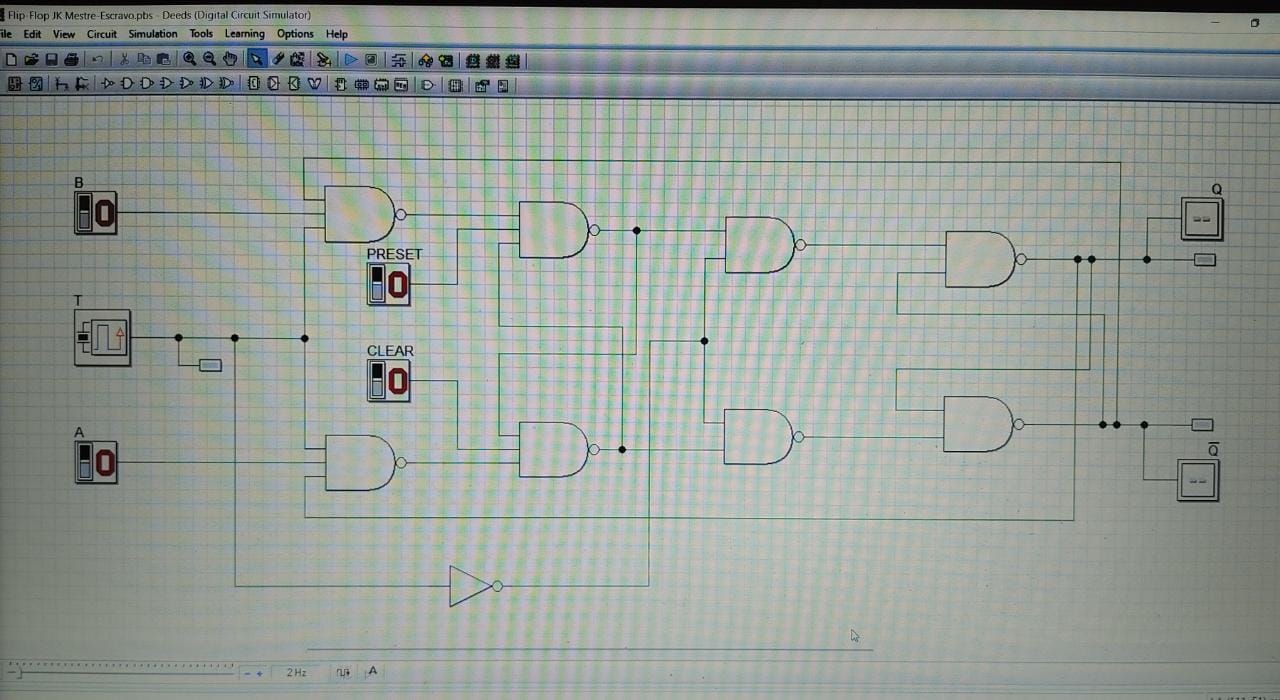 Flip-Flop JK Mestre-Escravo.pbs - Deeds (Digital Circuit Simulator)
ile Edit View Circuit Simulation Tools Learning Options Help
B
0
Q
--
PRESET
0
T
CLEAR
0
A
0
Q
--
- + 2 Hz A